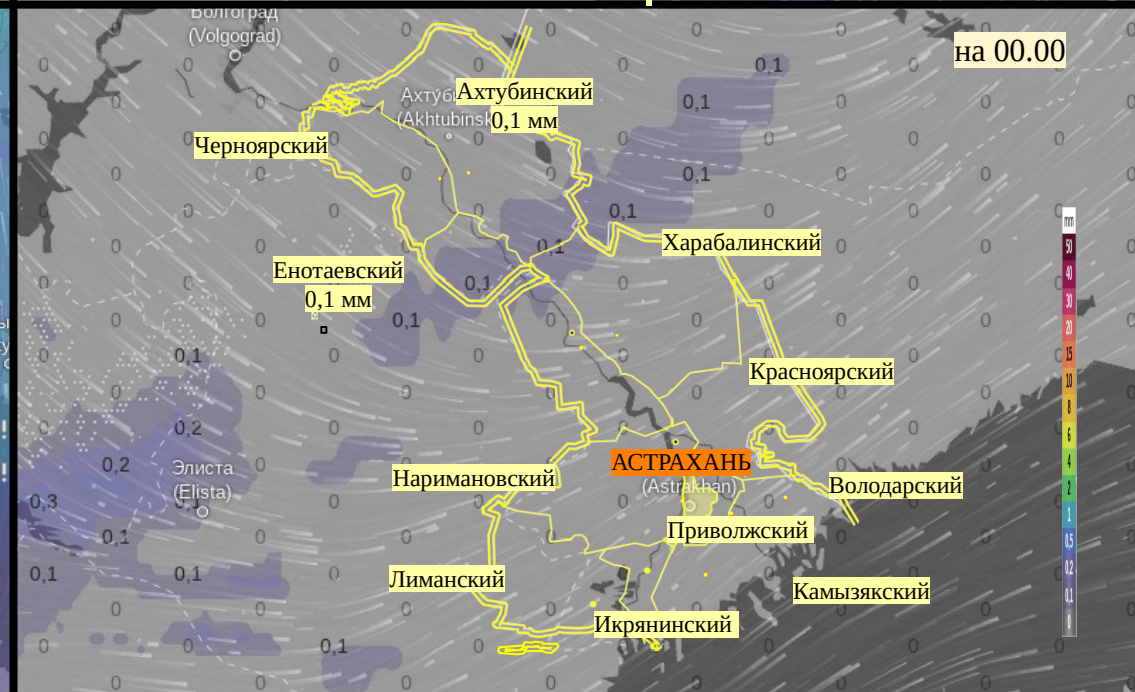 Волгоград
(Volgograd)
на 00.00
Ахтубинский
0,1 мм
(Akhtubinsk
Черноярский
Харабалинский
Енотаевский
0,1 мм
Красноярский
АСТРАХАНЬ
(Astrakhan)
Элиста
(Elista)
Наримановский
Володарский
Приволжский
Лиманский
Камызякский
Икрянинский
0,1
0,1
0,1
0,1
0,1
0,1
0,1
0,1
0,2
0,2
0,3
0,1
0,1
0,1
0,1
mm
50
40
30
20
15
10
8
6
4
2
1
0,5
0,2
0,1
0